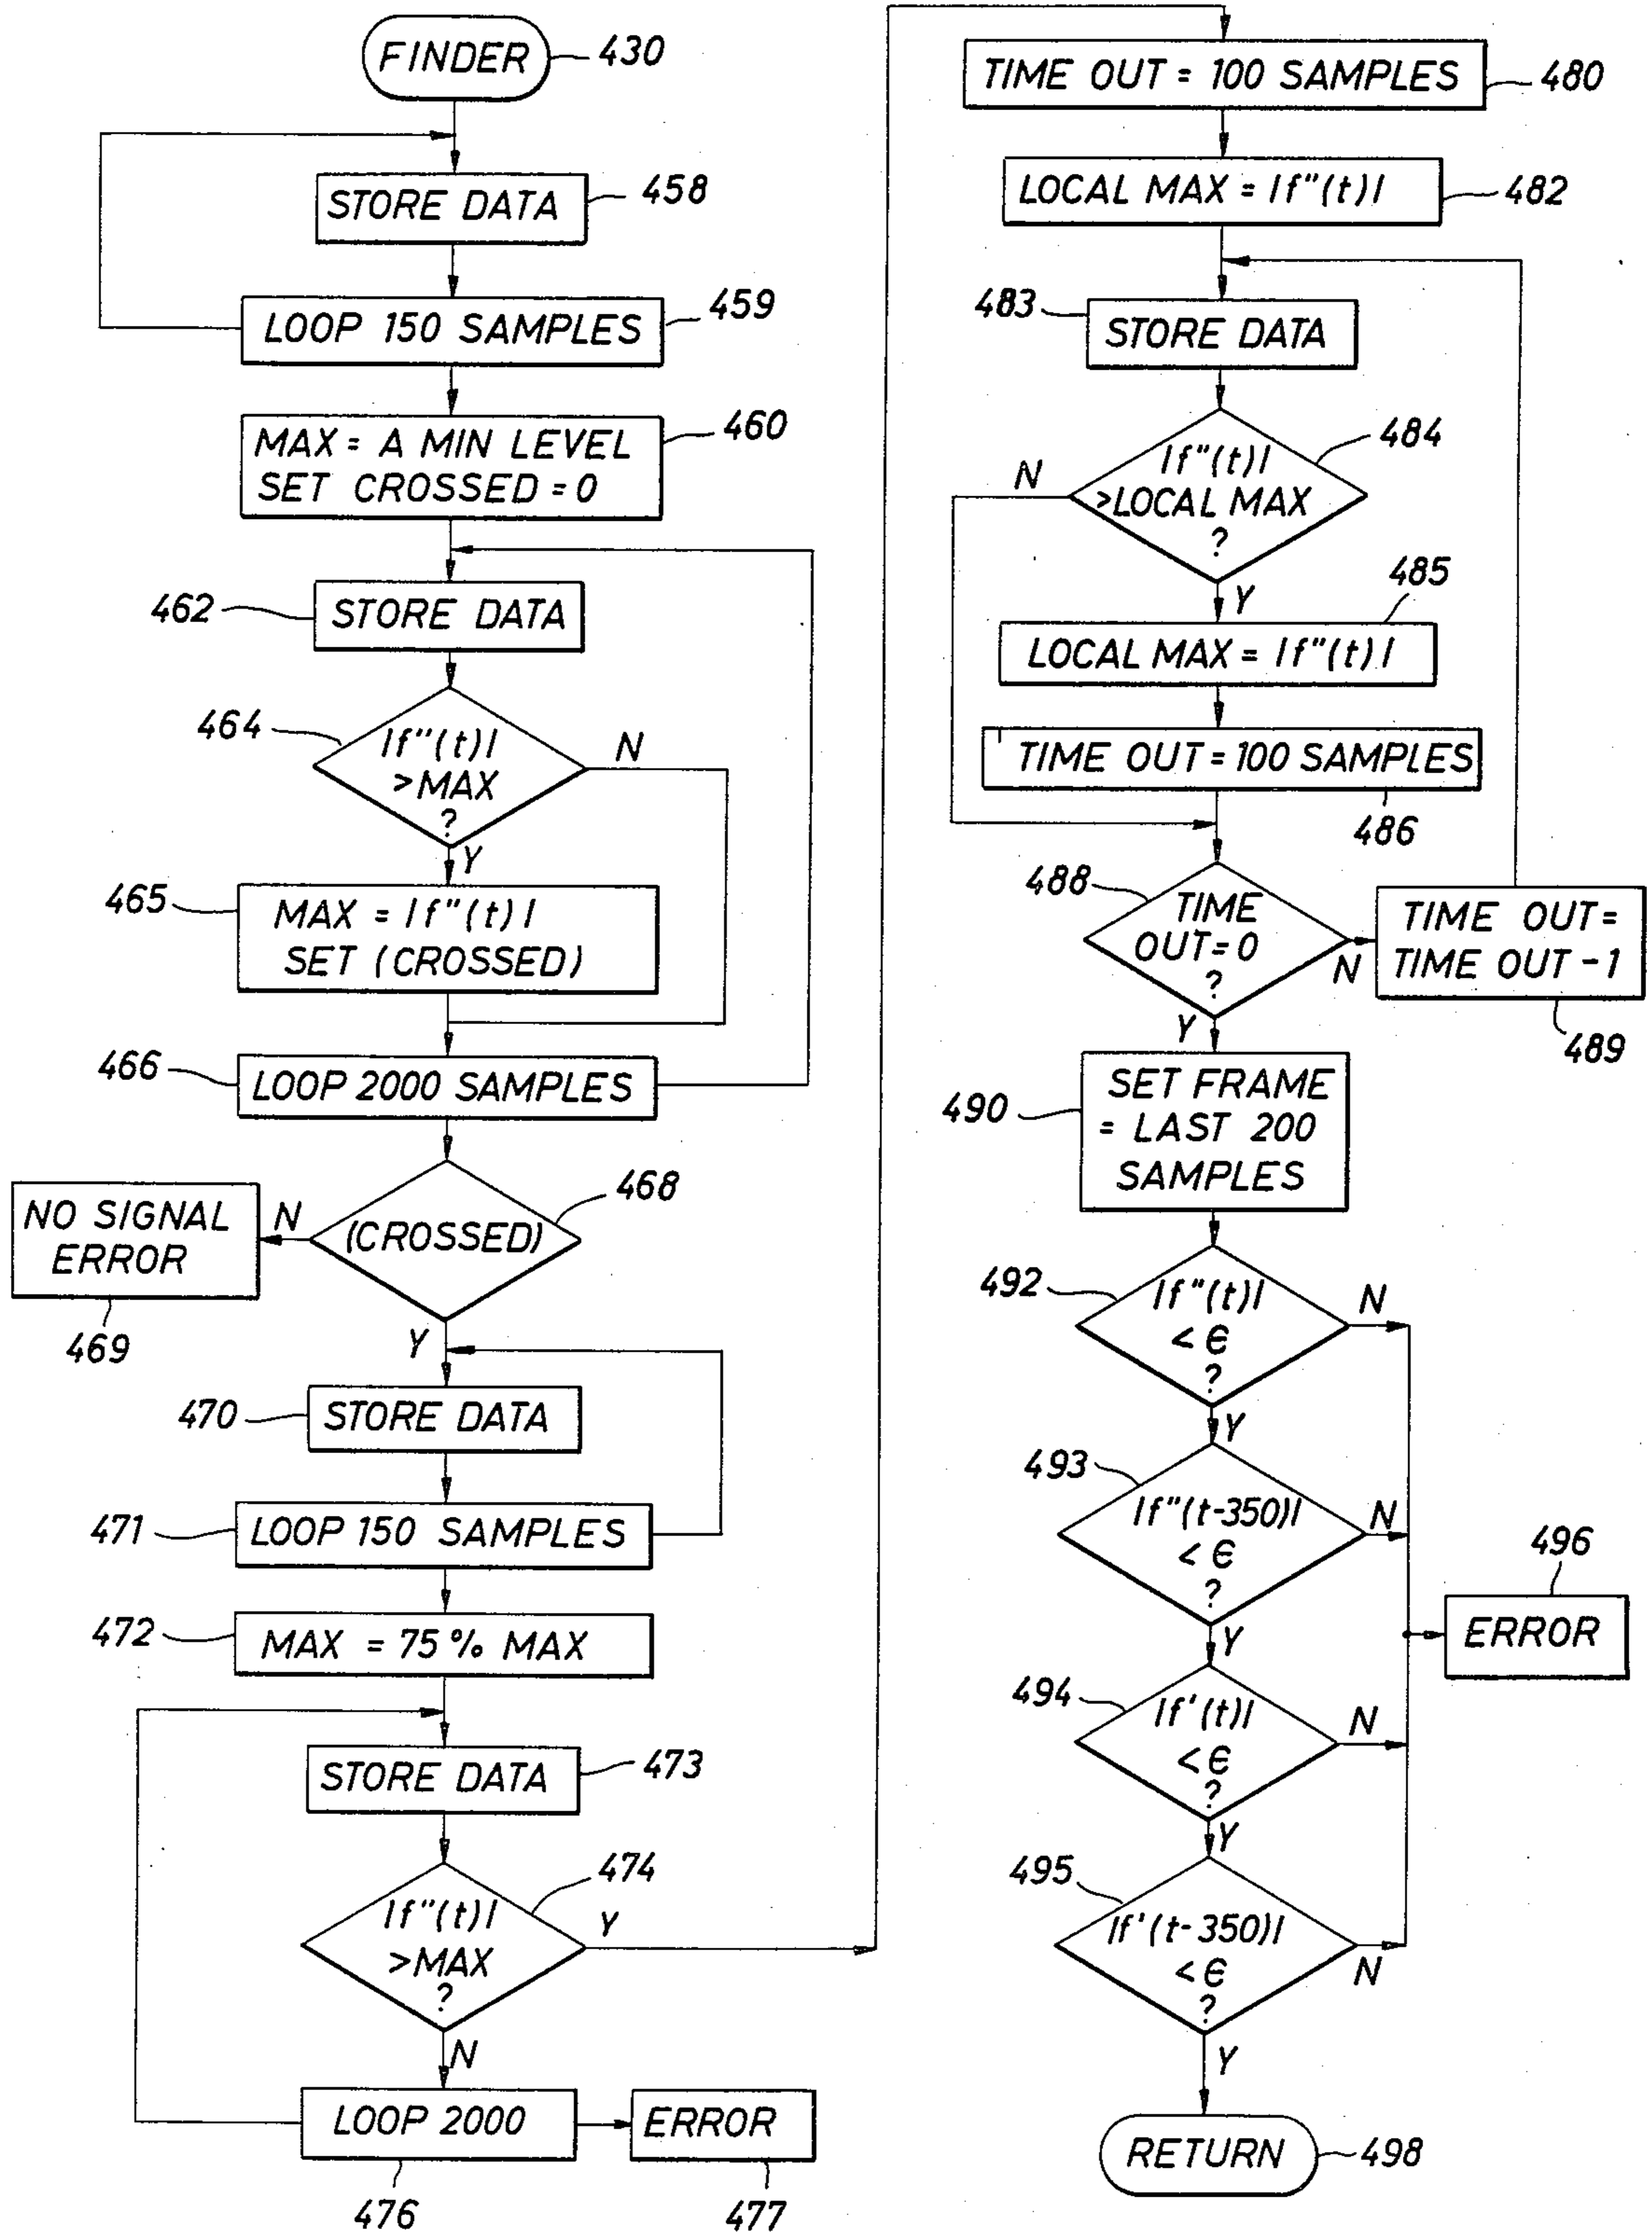 FINDER
430
STORE DATA
458
LOOP 150 SAMPLES
459
MAX = A MIN LEVEL
SET CROSSED = 0
460
462
STORE DATA
464
|f''(t)|
>MAX
?
N
Y
465
MAX = |f''(t)|
SET (CROSSED)
466
LOOP 2000 SAMPLES
468
(CROSSED)
N
NO SIGNAL
ERROR
469
Y
470
STORE DATA
471
LOOP 150 SAMPLES
472
MAX = 75% MAX
STORE DATA
473
474
|f''(t)|
>MAX
?
Y
N
LOOP 2000
476
ERROR
477
TIME OUT = 100 SAMPLES
480
LOCAL MAX = |f''(t)|
482
483
STORE DATA
484
|f''(t)|
>LOCAL MAX
?
N
Y
485
LOCAL MAX = |f''(t)|
TIME OUT = 100 SAMPLES
486
488
TIME
OUT = 0
?
N
TIME OUT =
TIME OUT - 1
489
Y
490
SET FRAME
= LAST 200
SAMPLES
492
|f''(t)|
< ϵ
?
N
Y
493
|f''(t-350)|
< ϵ
?
N
Y
496
ERROR
494
|f'(t)|
< ϵ
?
N
Y
495
|f'(t-350)|
< ϵ
?
N
Y
RETURN
498